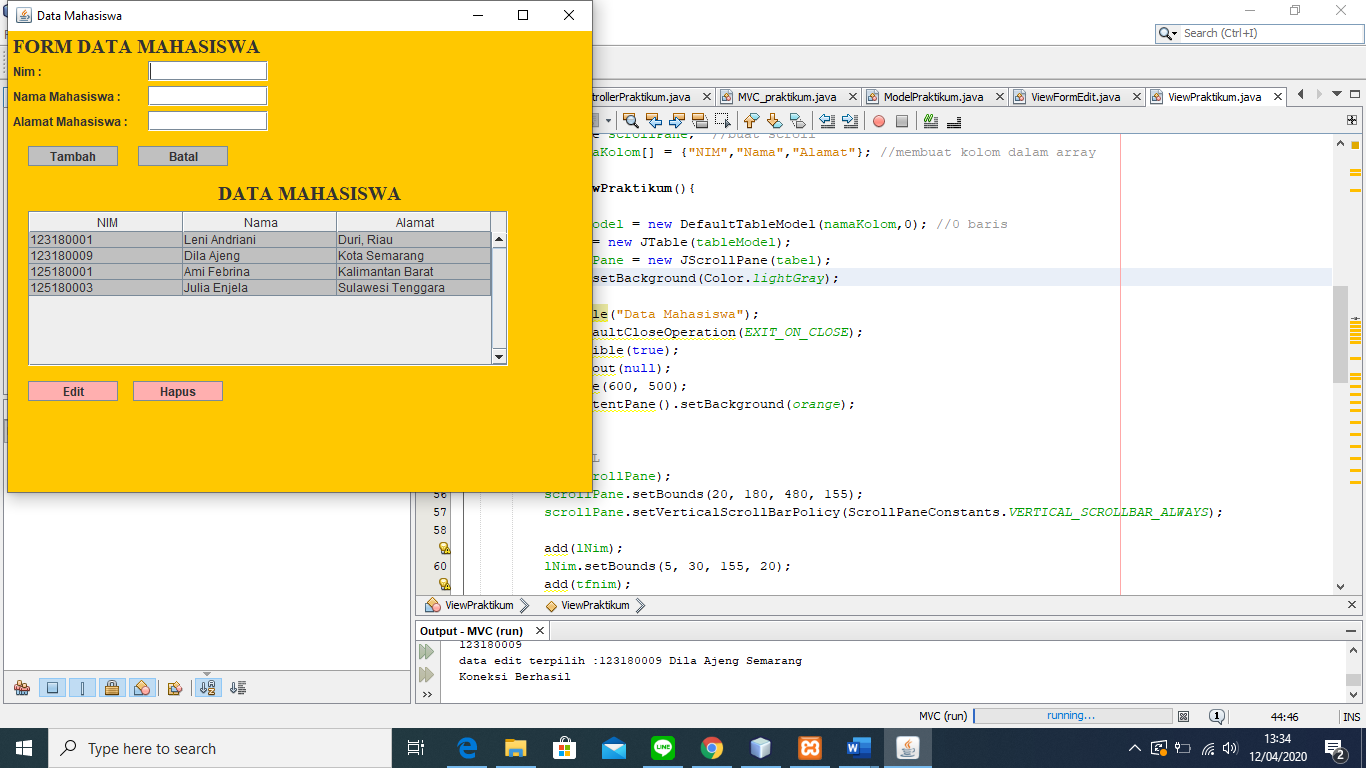 Data Mahasiswa
FORM DATA MAHASISWA
Nim :
Nama Mahasiswa :
Alamat Mahasiswa :
Tambah Batal
DATA MAHASISWA
NIM Nama Alamat
123180001 Leni Andriani Duri, Riau
123180009 Dila Ajeng Kota Semarang
125180001 Ami Febrina Kalimantan Barat
125180003 Julia Enjela Sulawesi Tenggara
Edit Hapus
Search (Ctrl+I)
trollerPraktikum.java MVC_praktikum.java ModelPraktikum.java ViewFormEdit.java ViewPraktikum.java
e scrollPane; //buat scroll
aKolom[] = {"NIM","Nama","Alamat"}; //membuat kolom dalam array
wPraktikum(){
odel = new DefaultTableModel(namaKolom,0); //0 baris
= new JTable(tableModel);
Pane = new JScrollPane(tabel);
setBackground(Color.lightGray);
le("Data Mahasiswa");
aultCloseOperation(EXIT_ON_CLOSE);
ible(true);
out(null);
e(600, 500);
tentPane().setBackground(orange);
L
rollPane);
56 scrollPane.setBounds(20, 180, 480, 155);
57 scrollPane.setVerticalScrollBarPolicy(ScrollPaneConstants.VERTICAL_SCROLLBAR_ALWAYS);
58
add(lNim);
60 lNim.setBounds(5, 30, 155, 20);
add(tfnim);
ViewPraktikum ViewPraktikum
Output - MVC (run)
123180009
data edit terpilih :123180009 Dila Ajeng Semarang
Koneksi Berhasil
MVC (run) running... 1 44:46 INS
Type here to search
13:34
12/04/2020
2